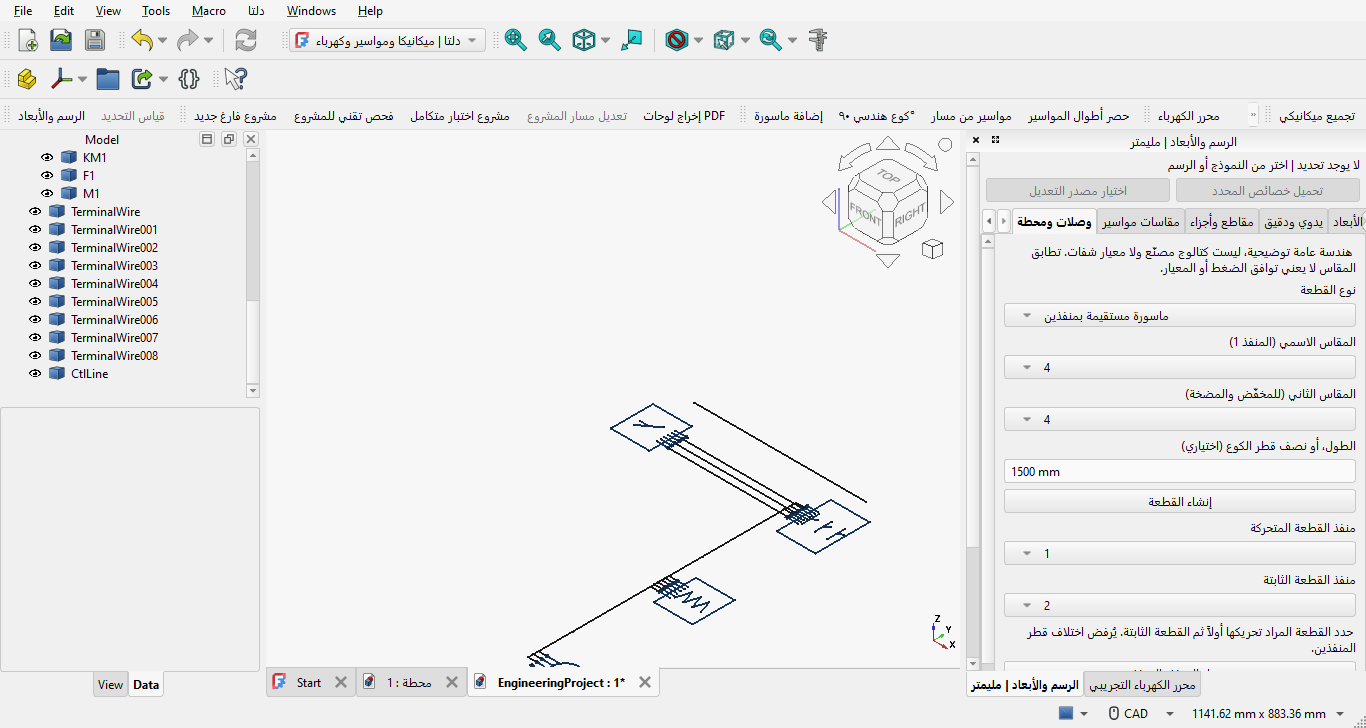 File Edit View Tools Macro دلتا Windows Help
دلتا | ميكانيكا ومواسير وكهرباء
تجميع ميكانيكي
»
محرر الكهرباء
حصر أطوال المواسير
مواسير من مسار
كوع هندسي ٩٠°
إضافة ماسورة
إخراج لوحات PDF
تعديل مسار المشروع
فحص تقني للمشروع
مشروع اختبار متكامل
مشروع فارغ جديد
قياس التحديد
الرسم والأبعاد
Model
KM1
F1
M1
TerminalWire
TerminalWire001
TerminalWire002
TerminalWire003
TerminalWire004
TerminalWire005
TerminalWire006
TerminalWire007
TerminalWire008
CtlLine
View Data
TOP
FRONT
RIGHT
Z
Y
X
Start
محطة : 1
EngineeringProject : 1*
الرسم والأبعاد | مليمتر
لا يوجد تحديد | اختر من النموذج أو الرسم
تحميل خصائص المحدد
اختيار مصدر التعديل
الأبعاد
يدوي ودقيق
مقاطع وأجزاء
مقاسات مواسير
وصلات ومحطة
هندسة عامة توضيحية، ليست كتالوج مصنّع ولا معيار شفات. تطابق
المقاس لا يعني توافق الضغط أو المعيار.
نوع القطعة
ماسورة مستقيمة بمنفذين
المقاس الاسمي (المنفذ 1)
4
المقاس الثاني (للمخفّض والمضخة)
4
الطول، أو نصف قطر الكوع (اختياري)
1500 mm
إنشاء القطعة
منفذ القطعة المتحركة
1
منفذ القطعة الثابتة
2
حدد القطعة المراد تحريكها أولاً ثم القطعة الثابتة. يُرفض اختلاف قطر
المنفذين.
محرر الكهرباء التجريبي
الرسم والأبعاد | مليمتر
CAD
1141.62 mm x 883.36 mm